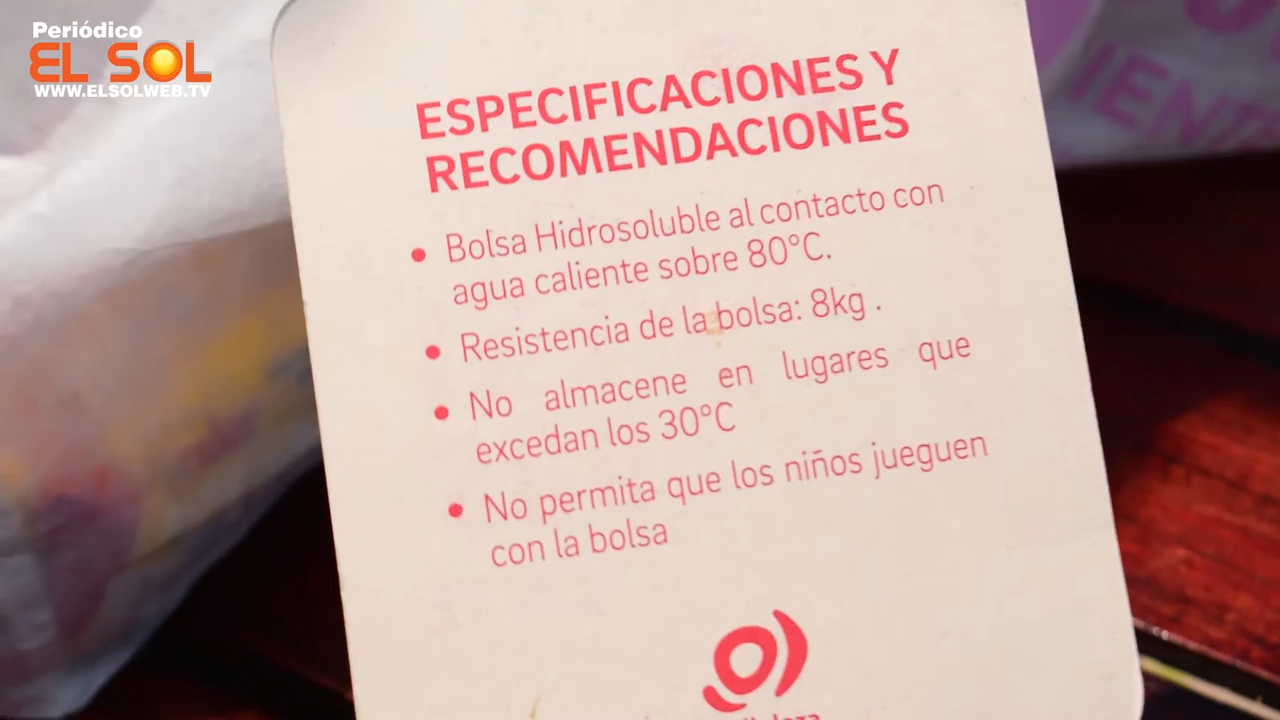 Periódico
EL SOL
WWW.ELSOLWEB.TV
ESPECIFICACIONES Y
RECOMENDACIONES
• Bolsa Hidrosoluble al contacto con
agua caliente sobre 80°C.
• Resistencia de la bolsa: 8kg .
• No almacene en lugares que
excedan los 30°C
• No permita que los niños jueguen
con la bolsa